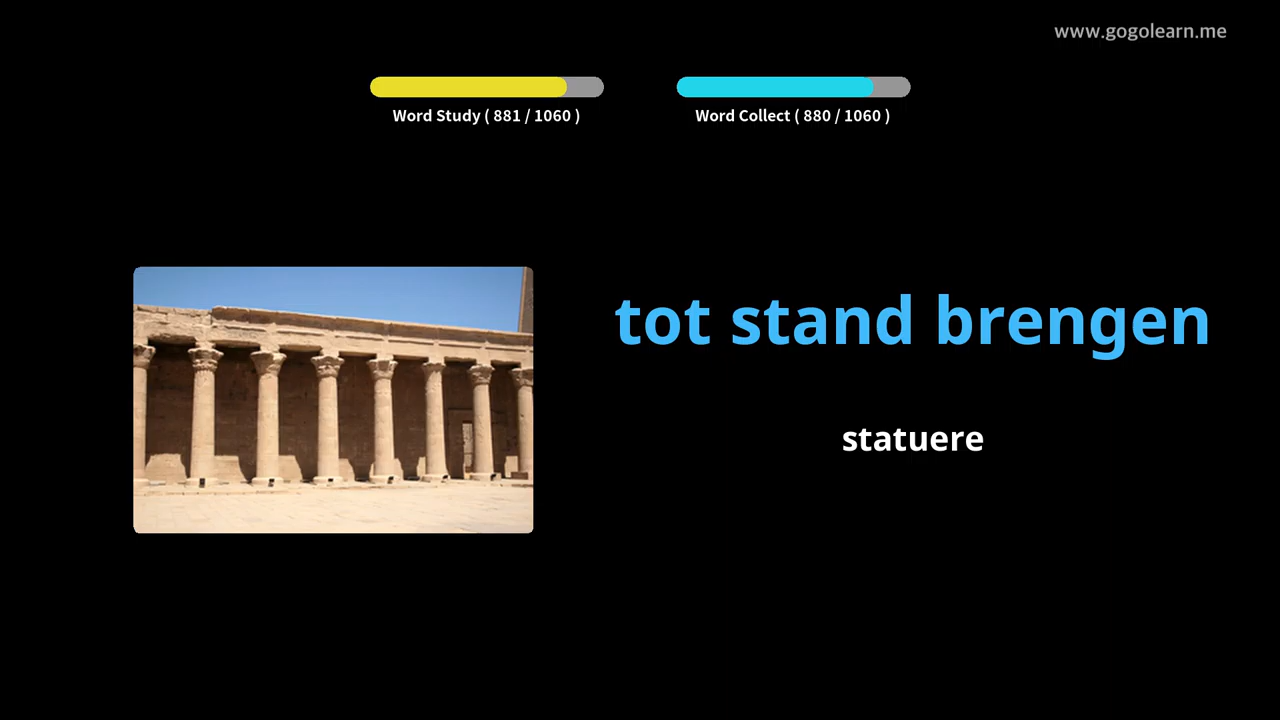 www.gogolearn.me
Word Study ( 881 / 1060 )
Word Collect ( 880 / 1060 )
tot stand brengen
statuere